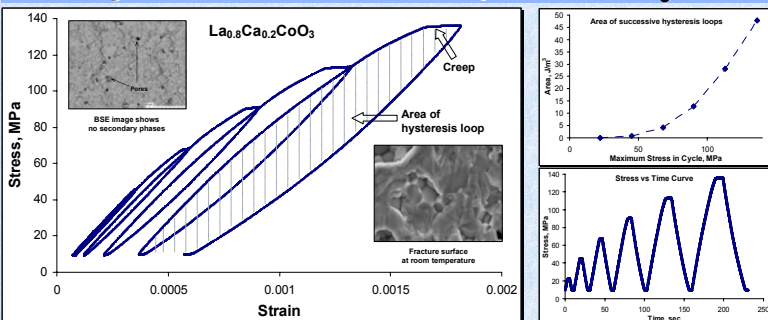 La0.8Ca0.2CoO3
Stress, MPa
140
120
100
80
60
40
20
0
0
0.0005
0.001
0.0015
0.002
Strain
Pores
BSE image shows
no secondary phases
Creep
Area of
hysteresis loop
Fracture surface
at room temperature
Area of successive hysteresis loops
Area, J/m3
50
45
40
35
30
25
20
15
10
5
0
0
50
100
Maximum Stress in Cycle, MPa
Stress vs Time Curve
Stress, MPa
140
120
100
80
60
40
20
0
0
50
100
150
200
250
Time, sec